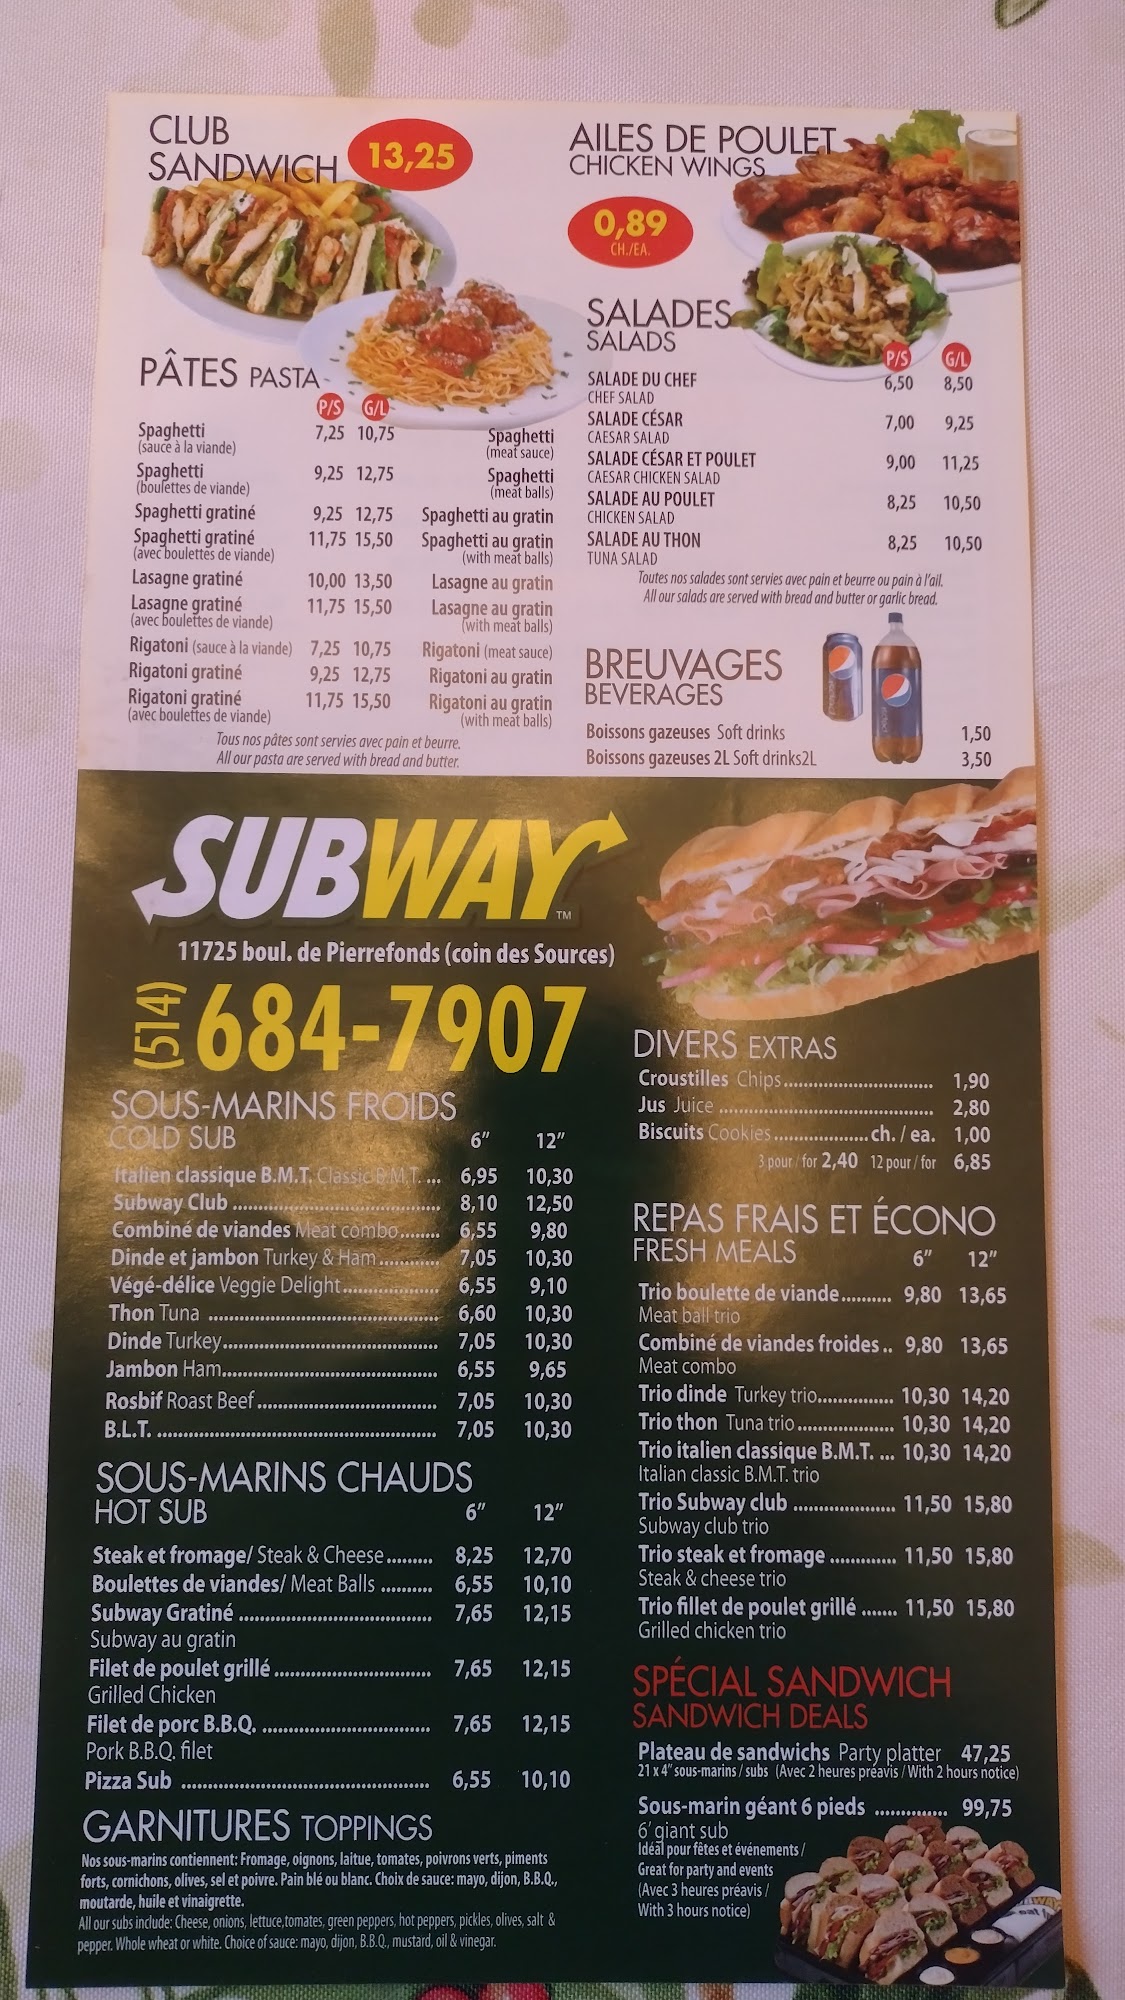 CLUB
SANDWICH 13,25
PÂTES PASTA
P/S G/L
Spaghetti 7,25 10,75 Spaghetti
(sauce à la viande) (meat sauce)
Spaghetti 9,25 12,75 Spaghetti
(boulettes de viande) (meat balls)
Spaghetti gratiné 9,25 12,75 Spaghetti au gratin
Spaghetti gratiné 11,75 15,50 Spaghetti au gratin
(avec boulettes de viande) (with meat balls)
Lasagne gratiné 10,00 13,50 Lasagne au gratin
Lasagne gratiné 11,75 15,50 Lasagne au gratin
(avec boulettes de viande) (with meat balls)
Rigatoni (sauce à la viande) 7,25 10,75 Rigatoni (meat sauce)
Rigatoni gratiné 9,25 12,75 Rigatoni au gratin
Rigatoni gratiné 11,75 15,50 Rigatoni au gratin
(avec boulettes de viande) (with meat balls)
Tous nos pâtes sont servies avec pain et beurre.
All our pasta are served with bread and butter.
AILES DE POULET
CHICKEN WINGS
0,89
CH./EA.
SALADES
SALADS
P/S G/L
SALADE DU CHEF 6,50 8,50
CHEF SALAD
SALADE CÉSAR 7,00 9,25
CAESAR SALAD
SALADE CÉSAR ET POULET 9,00 11,25
CAESAR CHICKEN SALAD
SALADE AU POULET 8,25 10,50
CHICKEN SALAD
SALADE AU THON 8,25 10,50
TUNA SALAD
Toutes nos salades sont servies avec pain et beurre ou pain à l'ail.
All our salads are served with bread and butter or garlic bread.
BREUVAGES
BEVERAGES
Boissons gazeuses Soft drinks 1,50
Boissons gazeuses 2L Soft drinks2L 3,50
SUBWAY™
11725 boul. de Pierrefonds (coin des Sources)
(514) 684-7907
SOUS-MARINS FROIDS
COLD SUB 6" 12"
Italien classique B.M.T. Classic B.M.T. ... 6,95 10,30
Subway Club ........ 8,10 12,50
Combiné de viandes Meat combo........ 6,55 9,80
Dinde et jambon Turkey & Ham............ 7,05 10,30
Végé-délice Veggie Delight................... 6,55 9,10
Thon Tuna ........ 6,60 10,30
Dinde Turkey........ 7,05 10,30
Jambon Ham........ 6,55 9,65
Rosbif Roast Beef........ 7,05 10,30
B.L.T. ........ 7,05 10,30
SOUS-MARINS CHAUDS
HOT SUB 6" 12"
Steak et fromage/ Steak & Cheese......... 8,25 12,70
Boulettes de viandes/ Meat Balls .......... 6,55 10,10
Subway Gratiné ........ 7,65 12,15
Subway au gratin
Filet de poulet grillé ........ 7,65 12,15
Grilled Chicken
Filet de porc B.B.Q. ........ 7,65 12,15
Pork B.B.Q. filet
Pizza Sub ........ 6,55 10,10
GARNITURES TOPPINGS
Nos sous-marins contiennent: Fromage, oignons, laitue, tomates, poivrons verts, piments
forts, cornichons, olives, sel et poivre. Pain blé ou blanc. Choix de sauce: mayo, dijon, B.B.Q.,
moutarde, huile et vinaigrette.
All our subs include: Cheese, onions, lettuce,tomates, green peppers, hot peppers, pickles, olives, salt &
pepper. Whole wheat or white. Choice of sauce: mayo, dijon, B.B.Q., mustard, oil & vinegar.
DIVERS EXTRAS
Croustilles Chips........ 1,90
Jus Juice ........ 2,80
Biscuits Cookies........ch. / ea. 1,00
3 pour / for 2,40 12 pour / for 6,85
REPAS FRAIS ET ÉCONO
FRESH MEALS 6" 12"
Trio boulette de viande.......... 9,80 13,65
Meat ball trio
Combiné de viandes froides.. 9,80 13,65
Meat combo
Trio dinde Turkey trio............... 10,30 14,20
Trio thon Tuna trio................... 10,30 14,20
Trio italien classique B.M.T. ... 10,30 14,20
Italian classic B.M.T. trio
Trio Subway club .................... 11,50 15,80
Subway club trio
Trio steak et fromage ............. 11,50 15,80
Steak & cheese trio
Trio fillet de poulet grillé ....... 11,50 15,80
Grilled chicken trio
SPÉCIAL SANDWICH
SANDWICH DEALS
Plateau de sandwichs Party platter 47,25
21 x 4" sous-marins / subs (Avec 2 heures préavis / With 2 hours notice)
Sous-marin géant 6 pieds .............. 99,75
6' giant sub
Idéal pour fêtes et événements /
Great for party and events
(Avec 3 heures préavis /
With 3 hours notice)